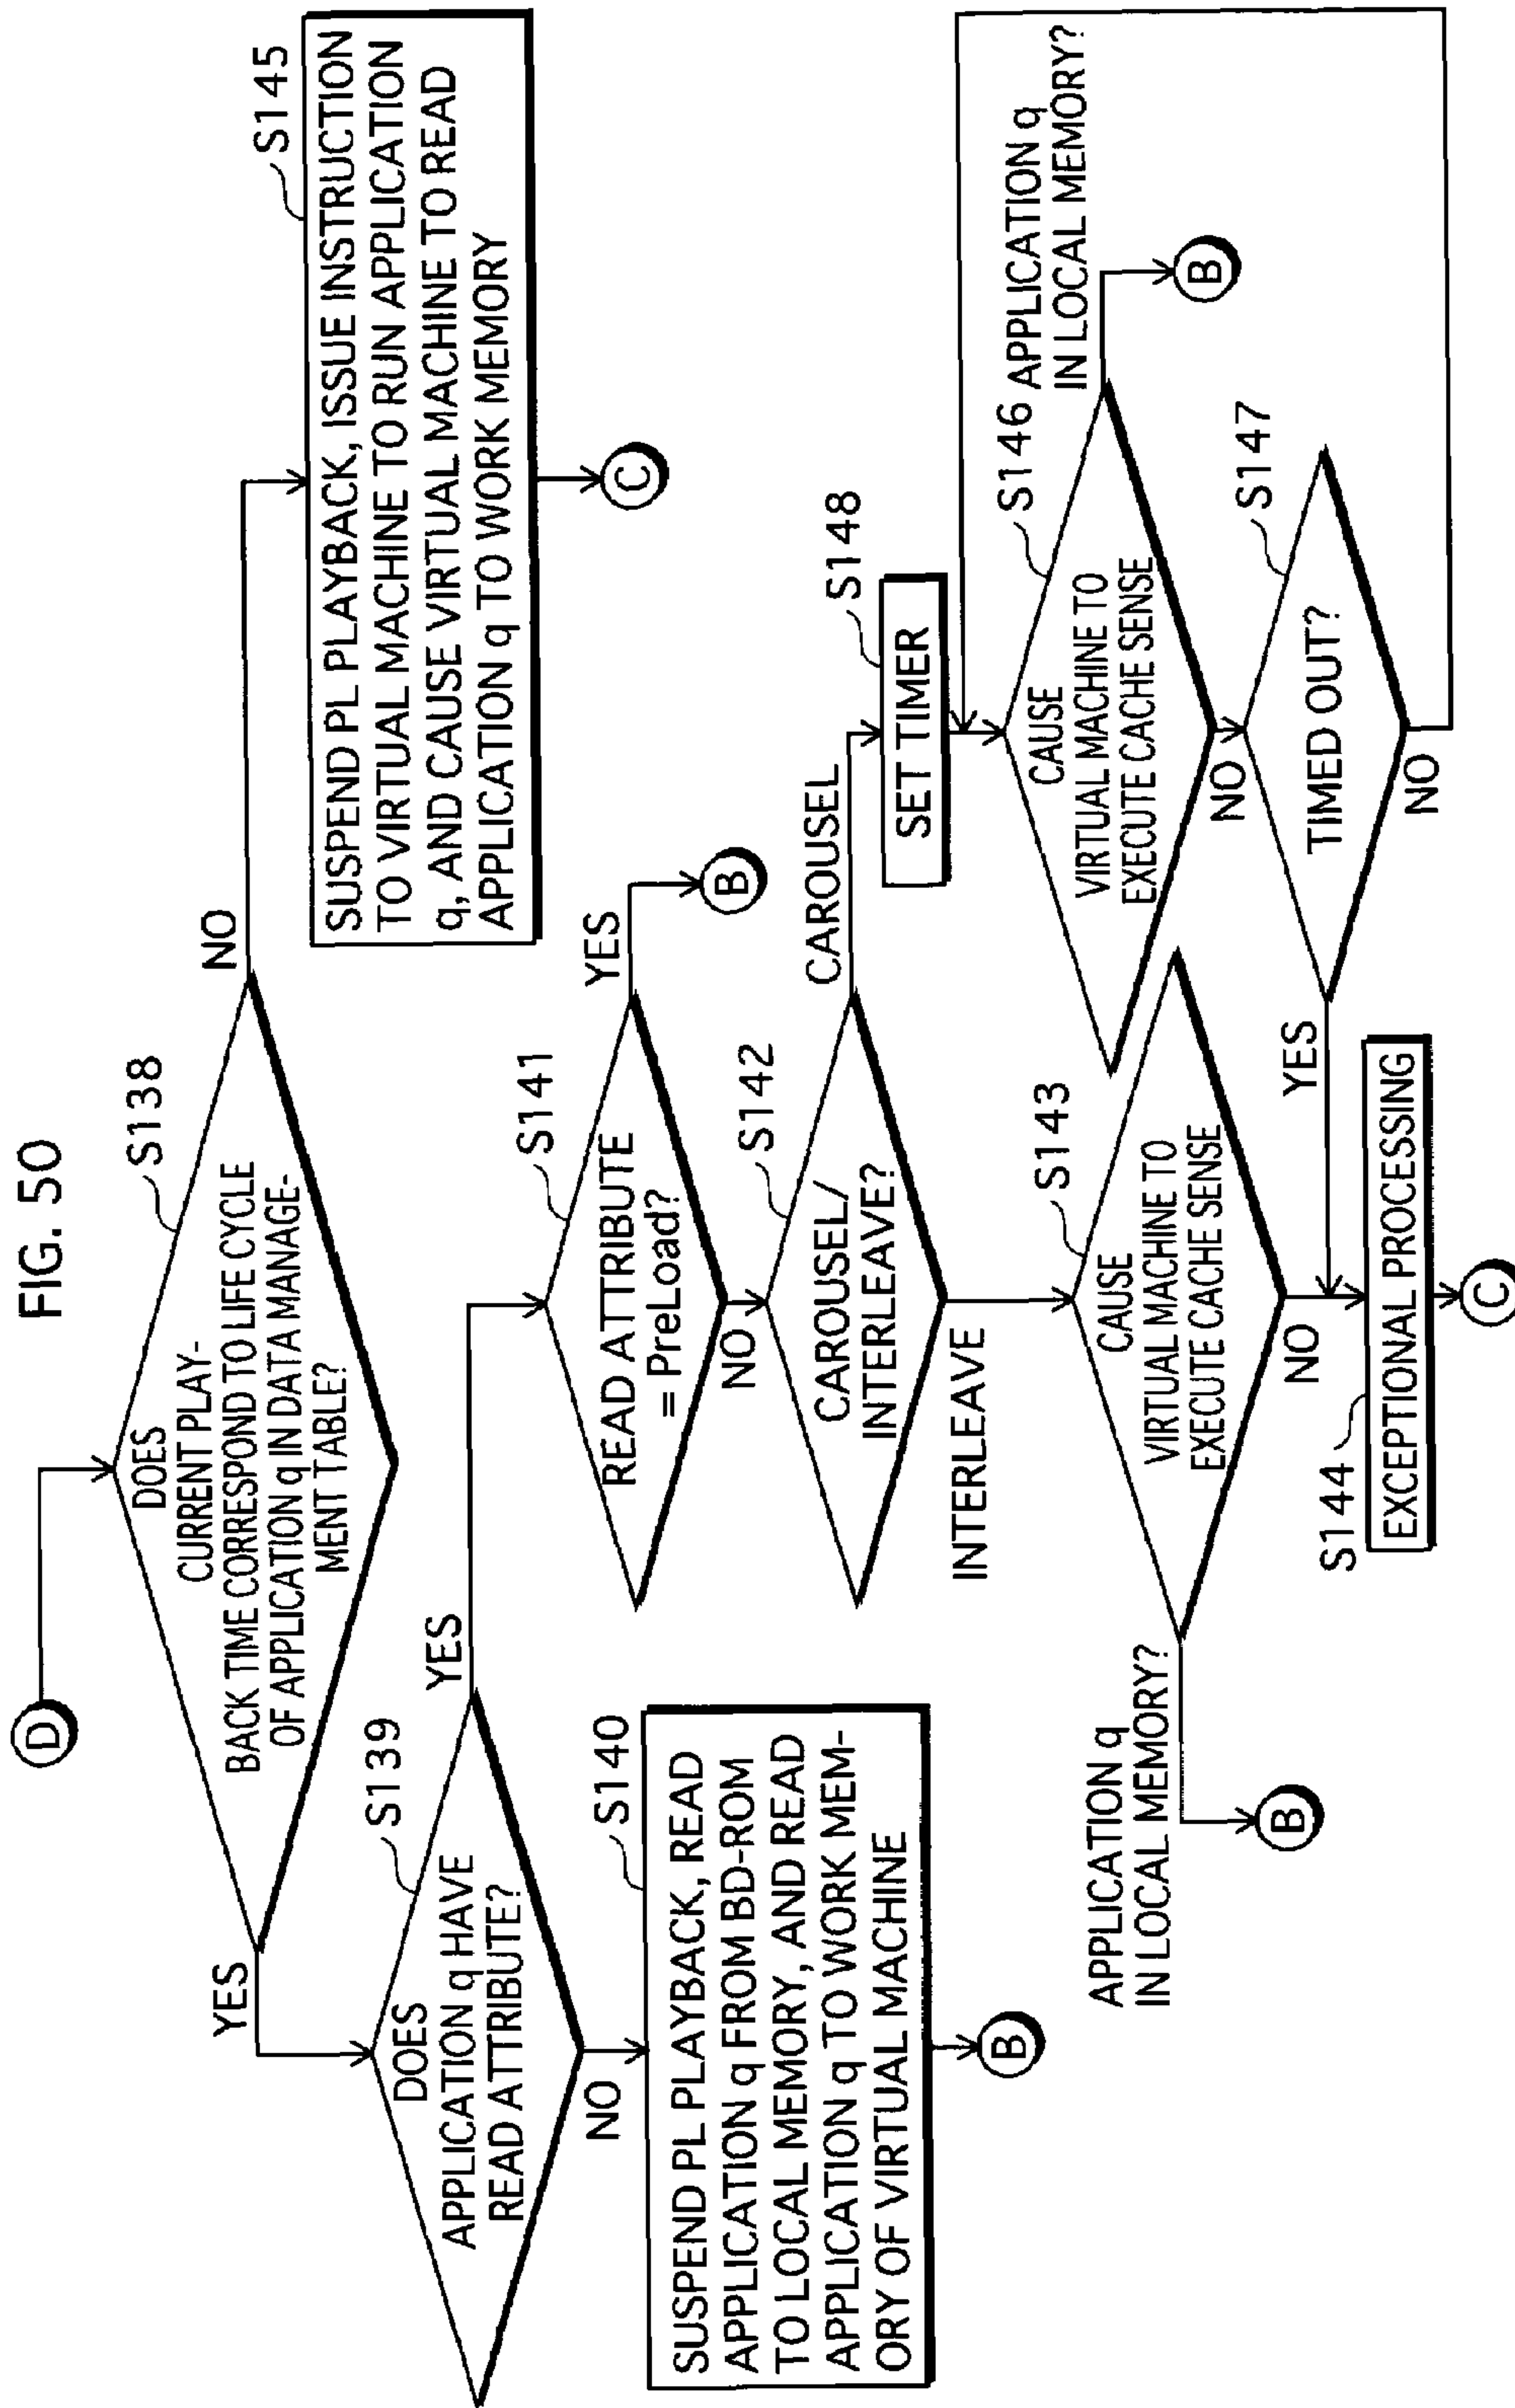 FIG. 50
D
S138
DOES
CURRENT PLAY-
BACK TIME CORRESPOND TO LIFE CYCLE
OF APPLICATION q IN DATA MANAGE-
MENT TABLE?
YES
NO
S145
SUSPEND PL PLAYBACK, ISSUE INSTRUCTION
TO VIRTUAL MACHINE TO RUN APPLICATION
q, AND CAUSE VIRTUAL MACHINE TO READ
APPLICATION q TO WORK MEMORY
C
S139
DOES
APPLICATION q HAVE
READ ATTRIBUTE?
YES
NO
S140
SUSPEND PL PLAYBACK, READ
APPLICATION q FROM BD-ROM
TO LOCAL MEMORY, AND READ
APPLICATION q TO WORK MEM-
ORY OF VIRTUAL MACHINE
B
S141
READ ATTRIBUTE
= PreLoad?
YES
B
NO
S142
CAROUSEL/
INTERLEAVE?
CAROUSEL
INTERLEAVE
S148
SET TIMER
S143
CAUSE
VIRTUAL MACHINE TO
EXECUTE CACHE SENSE
APPLICATION q
IN LOCAL MEMORY?
B
NO
S146
CAUSE
VIRTUAL MACHINE TO
EXECUTE CACHE SENSE
APPLICATION q
IN LOCAL MEMORY?
B
NO
S147
TIMED OUT?
YES
NO
S144
EXCEPTIONAL PROCESSING
C